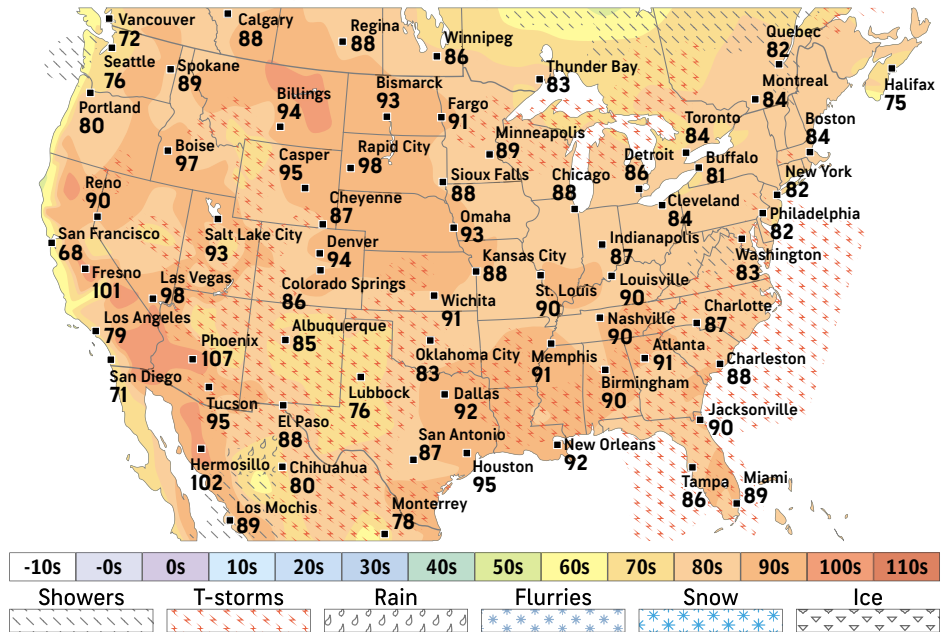 Vancouver
72
Calgary
88
Regina
88
Winnipeg
86
Quebec
82
Seattle
76
Spokane
89
Thunder Bay
83
Montreal
84
Halifax
75
Portland
80
Billings
94
Bismarck
93
Fargo
91
Toronto
84
Boston
84
Minneapolis
89
Boise
97
Casper
95
Rapid City
98
Detroit
86
Buffalo
81
New York
82
Sioux Falls
88
Chicago
88
Reno
90
Cheyenne
87
Cleveland
84
Philadelphia
82
San Francisco
68
Salt Lake City
93
Denver
94
Omaha
93
Indianapolis
87
Washington
83
Fresno
101
Las Vegas
98
Colorado Springs
86
Kansas City
88
St. Louis
90
Louisville
90
Los Angeles
79
Wichita
91
Nashville
90
Charlotte
87
Phoenix
107
Albuquerque
85
Oklahoma City
83
Memphis
91
Atlanta
91
Charleston
88
San Diego
71
Tucson
95
Lubbock
76
Dallas
92
Birmingham
90
Jacksonville
90
El Paso
88
San Antonio
87
New Orleans
92
Hermosillo
102
Chihuahua
80
Houston
95
Tampa
86
Miami
89
Los Mochis
89
Monterrey
78
-10s -0s 0s 10s 20s 30s 40s 50s 60s 70s 80s 90s 100s 110s
Showers T-storms Rain Flurries Snow Ice